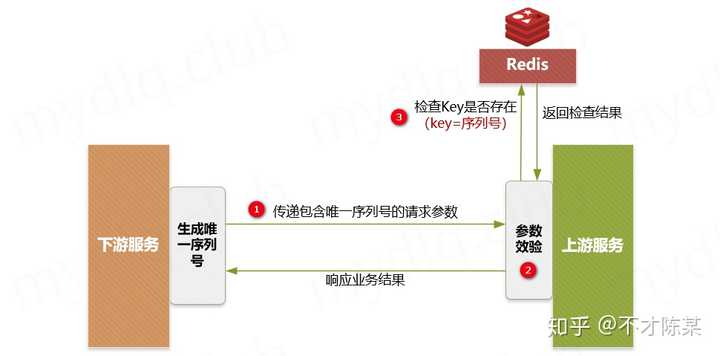 Redis
检查Key是否存在
(key=序列号)
3
返回检查结果
下游服务
生成唯
一序列
号
1
传递包含唯一序列号的请求参数
响应业务结果
参数
效验
2
上游服务
知乎 @不才陈某
mydlq.club